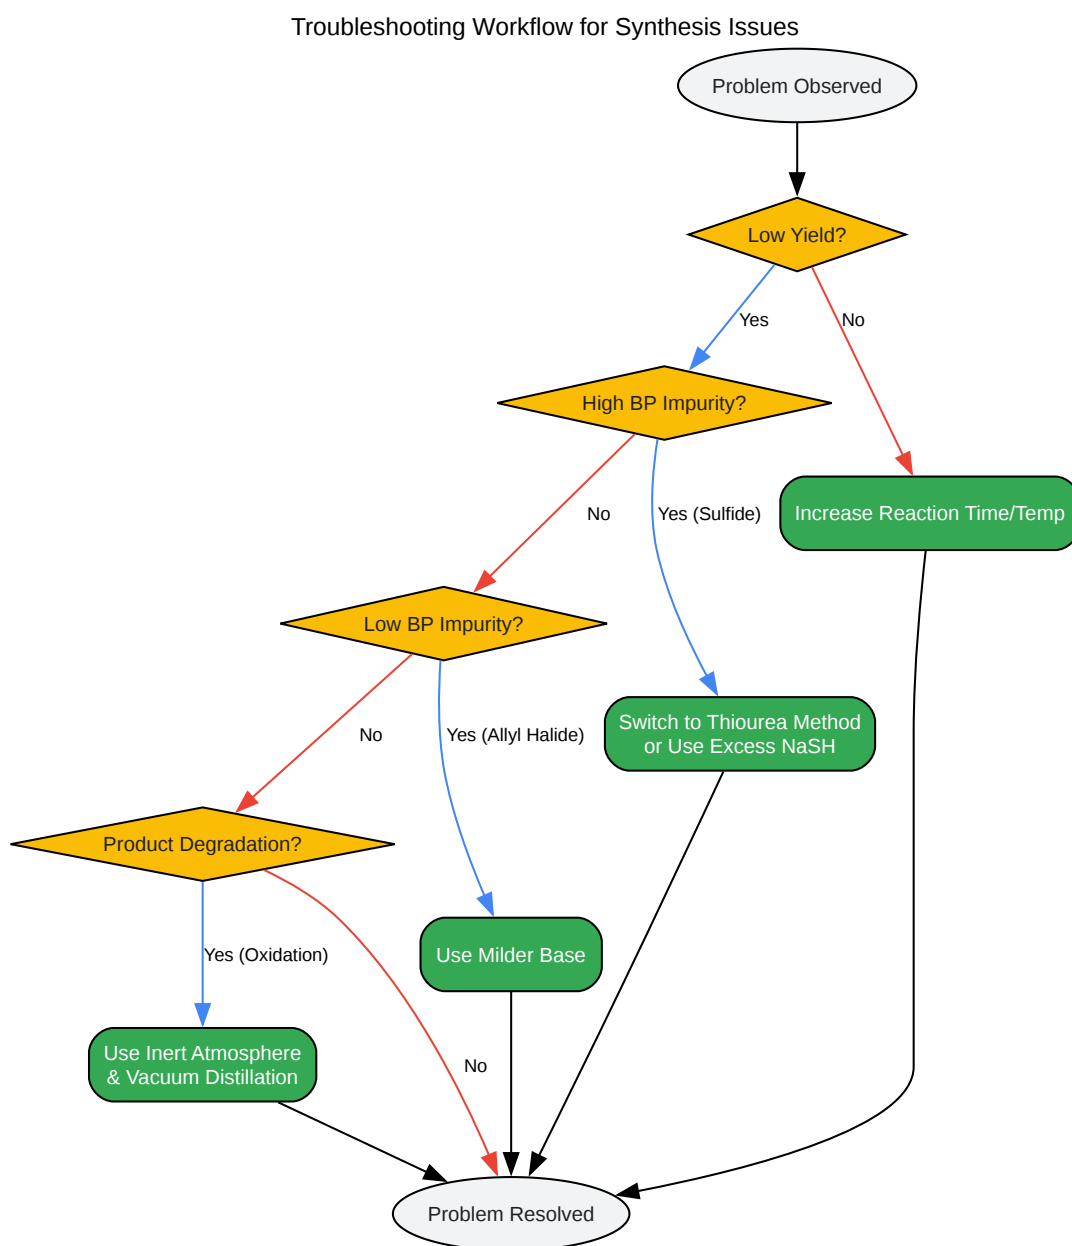 Troubleshooting Workflow for Synthesis Issues
Problem Observed
Low Yield?
Yes
No
High BP Impurity?
Increase Reaction Time/Temp
No
Yes (Sulfide)
Low BP Impurity?
Switch to Thiourea Method
or Use Excess NaSH
No
Yes (Allyl Halide)
Product Degradation?
Use Milder Base
Yes (Oxidation)
Use Inert Atmosphere
& Vacuum Distillation
No
Problem Resolved